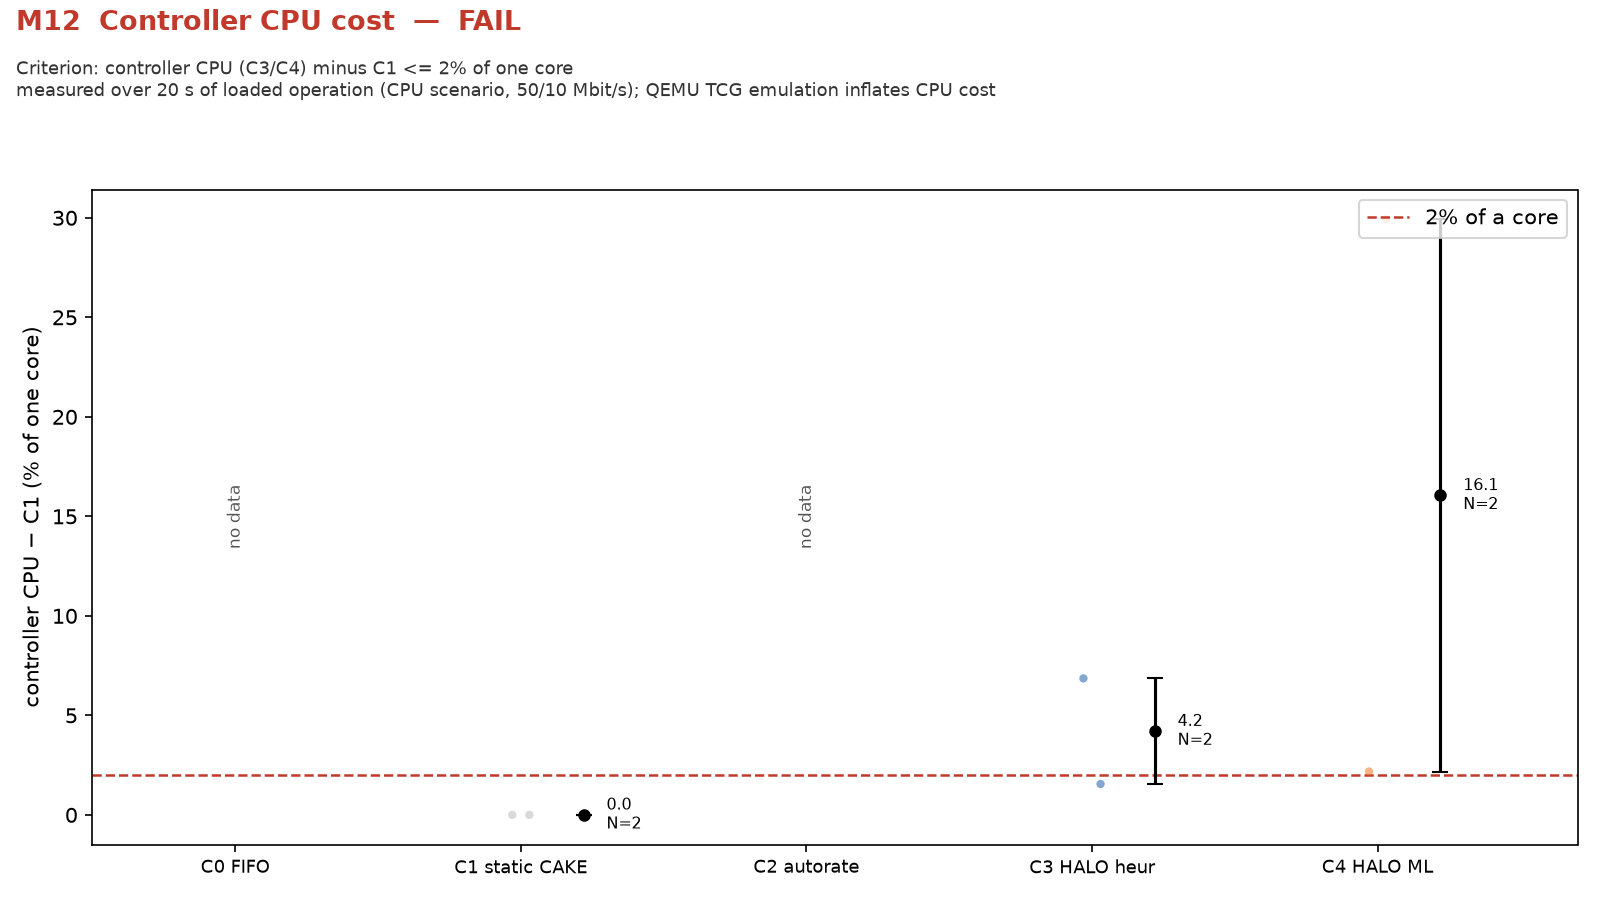 M12 Controller CPU cost — FAIL
Criterion: controller CPU (C3/C4) minus C1 <= 2% of one core
measured over 20 s of loaded operation (CPU scenario, 50/10 Mbit/s); QEMU TCG emulation inflates CPU cost
controller CPU − C1 (% of one core)
30
25
20
15
10
5
0
2% of a core
no data
no data
0.0
N=2
4.2
N=2
16.1
N=2
C0 FIFO
C1 static CAKE
C2 autorate
C3 HALO heur
C4 HALO ML